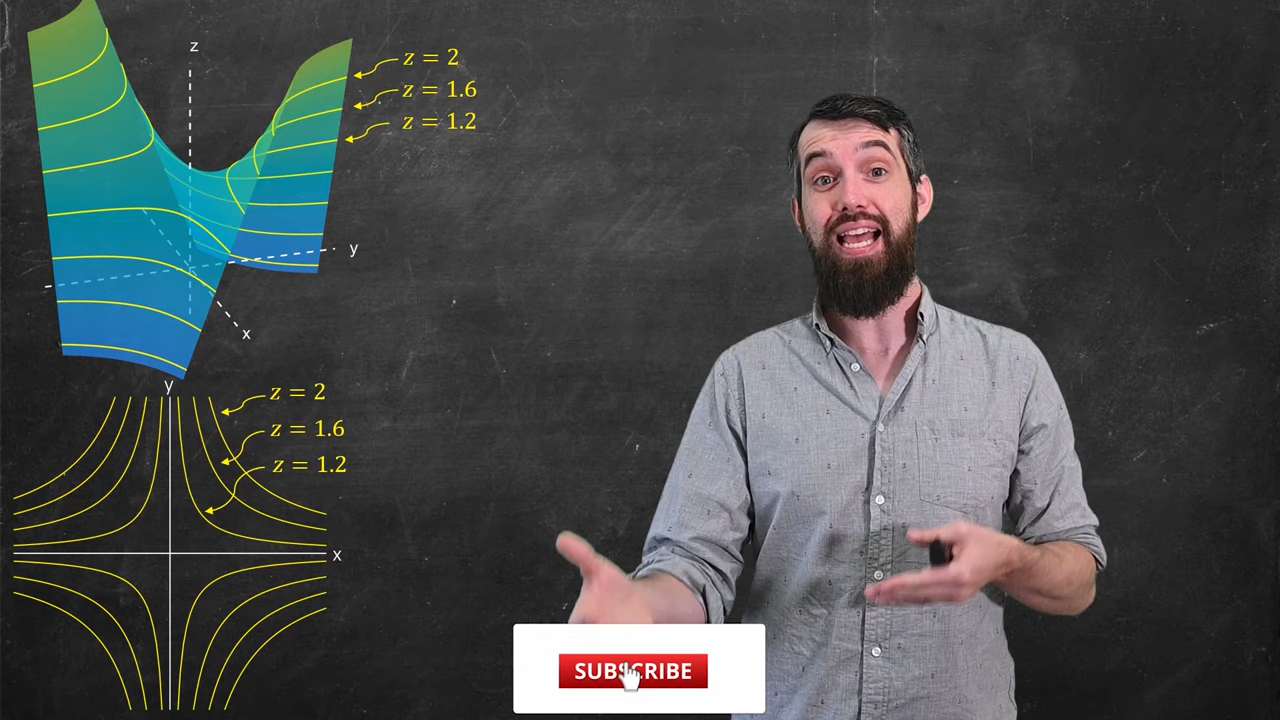 z
z = 2
z = 1.6
z = 1.2
y
x
y
z = 2
z = 1.6
z = 1.2
x
SUBSCRIBE